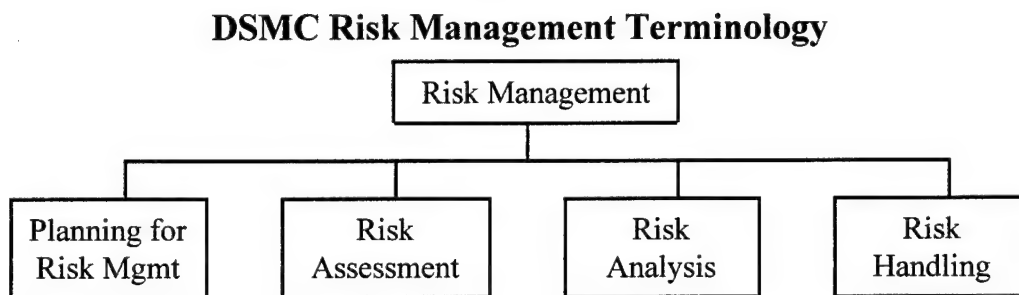 DSMC Risk Management Terminology
Risk Management
Planning for
Risk Mgmt
Risk
Assessment
Risk
Analysis
Risk
Handling